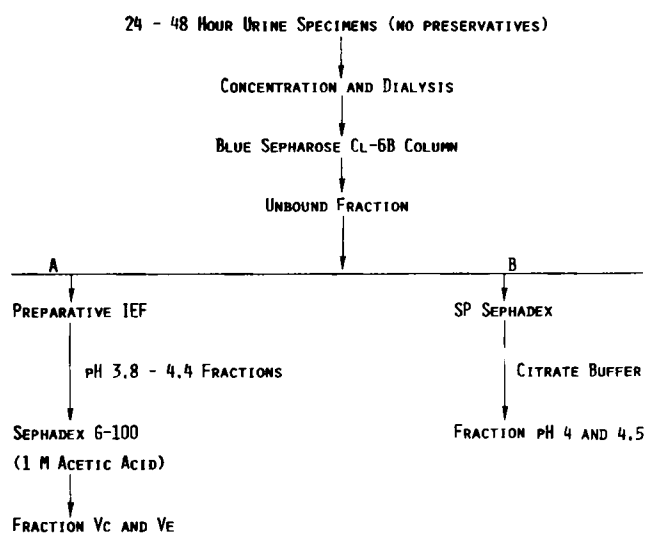 24 - 48 HOUR URINE SPECIMENS (NO PRESERVATIVES)
CONCENTRATION AND DIALYSIS
BLUE SEPHAROSE CL-6B COLUMN
UNBOUND FRACTION
A
B
PREPARATIVE IEF
SP SEPHADEX
PH 3.8 - 4.4 FRACTIONS
CITRATE BUFFER
SEPHADEX G-100
(1 M ACETIC ACID)
FRACTION PH 4 AND 4.5
FRACTION VC AND VE